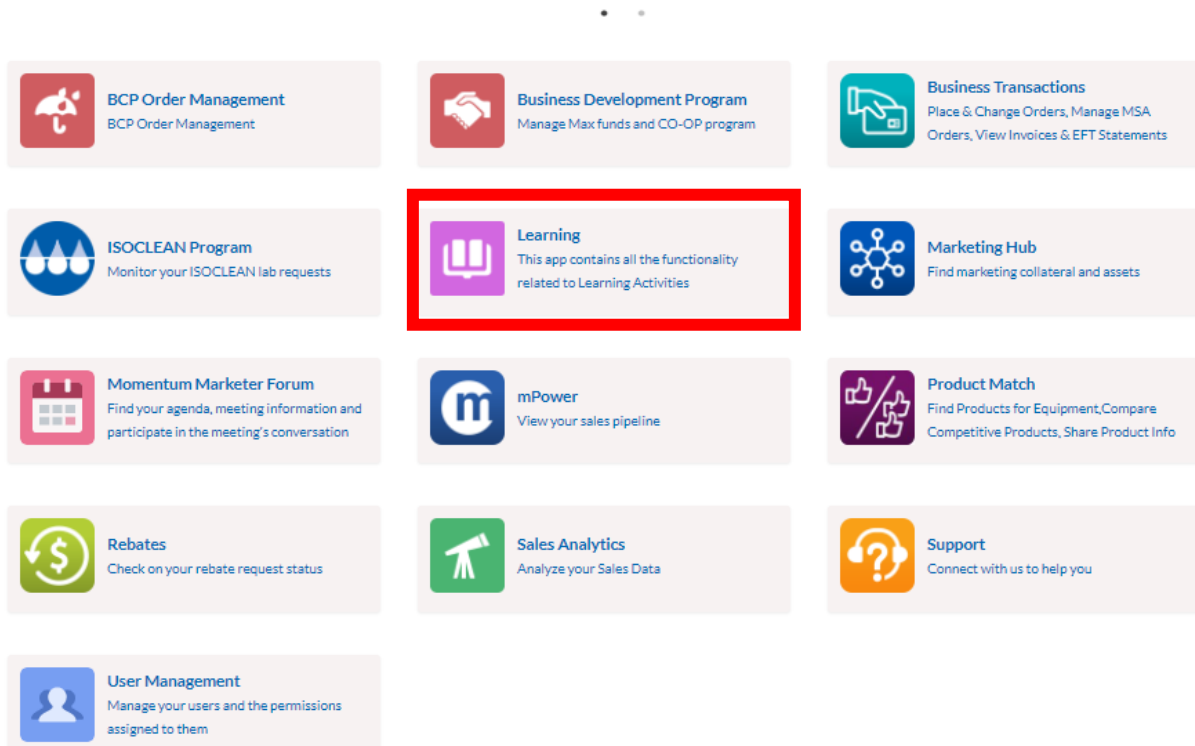 BCP Order Management
BCP Order Management
Business Development Program
Manage Max funds and CO-OP program
Business Transactions
Place & Change Orders, Manage MSA
Orders, View Invoices & EFT Statements
ISOCLEAN Program
Monitor your ISOCLEAN lab requests
Learning
This app contains all the functionality
related to Learning Activities
Marketing Hub
Find marketing collateral and assets
Momentum Marketer Forum
Find your agenda, meeting information and
participate in the meeting's conversation
m
mPower
View your sales pipeline
Product Match
Find Products for Equipment,Compare
Competitive Products, Share Product Info
$
Rebates
Check on your rebate request status
Sales Analytics
Analyze your Sales Data
?
Support
Connect with us to help you
User Management
Manage your users and the permissions
assigned to them